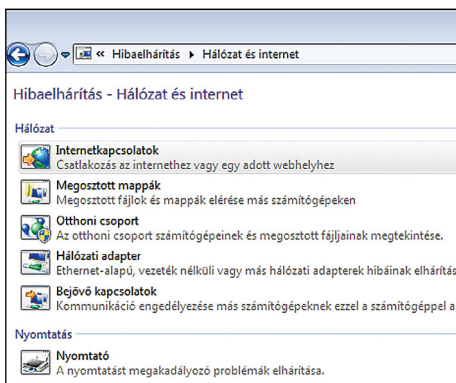 « Hibaelhárítás ▸ Hálózat és internet
Hibaelhárítás - Hálózat és internet
Hálózat
Internetkapcsolatok
Csatlakozás az internethez vagy egy adott webhelyhez
Megosztott mappák
Megosztott fájlok és mappák elérése más számítógépeken
Otthoni csoport
Az otthoni csoport számítógépeinek és megosztott fájljainak megtekintése.
Hálózati adapter
Ethernet-alapú, vezeték nélküli vagy más hálózati adapterek hibáinak elhárítás
Bejövő kapcsolatok
Kommunikáció engedélyezése más számítógépeknek ezzel a számítógéppel a
Nyomtatás
Nyomtató
A nyomtatást megakadályozó problémák elhárítása.